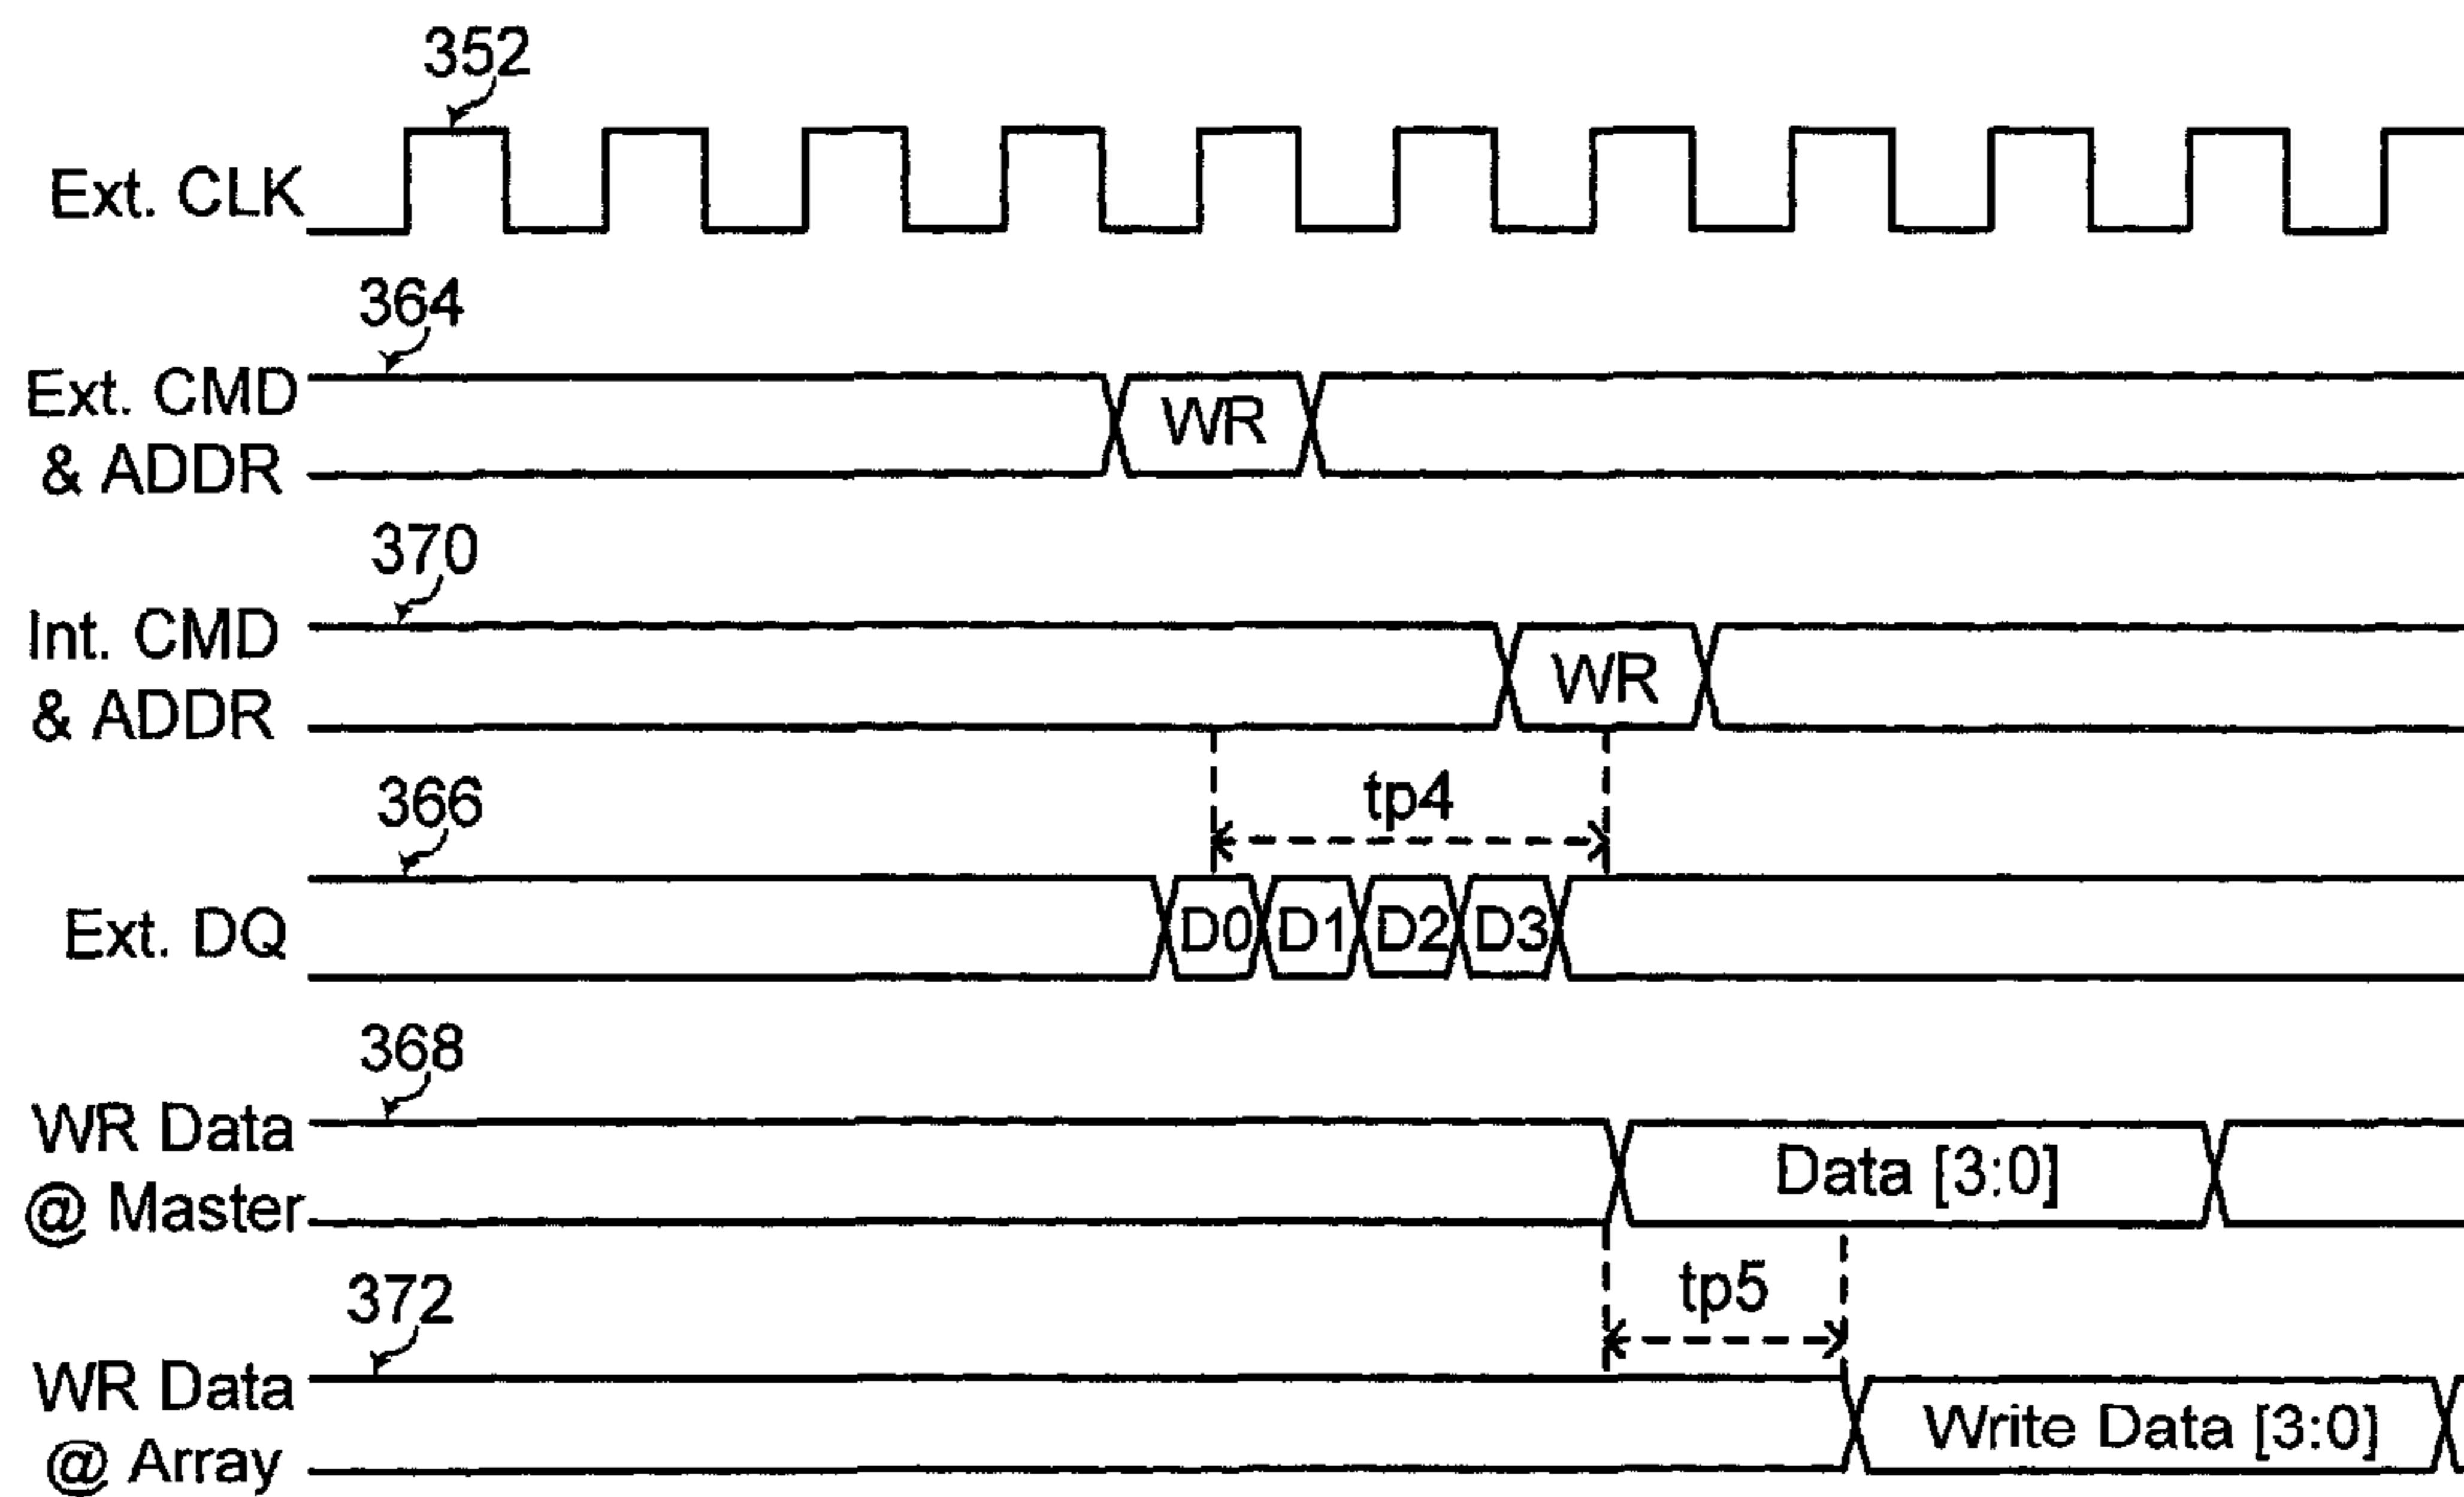 352
Ext. CLK
364
Ext. CMD
& ADDR
WR
370
Int. CMD
& ADDR
WR
366
tp4
Ext. DQ
D0 D1 D2 D3
368
WR Data
@ Master
Data [3:0]
372
tp5
WR Data
@ Array
Write Data [3:0]